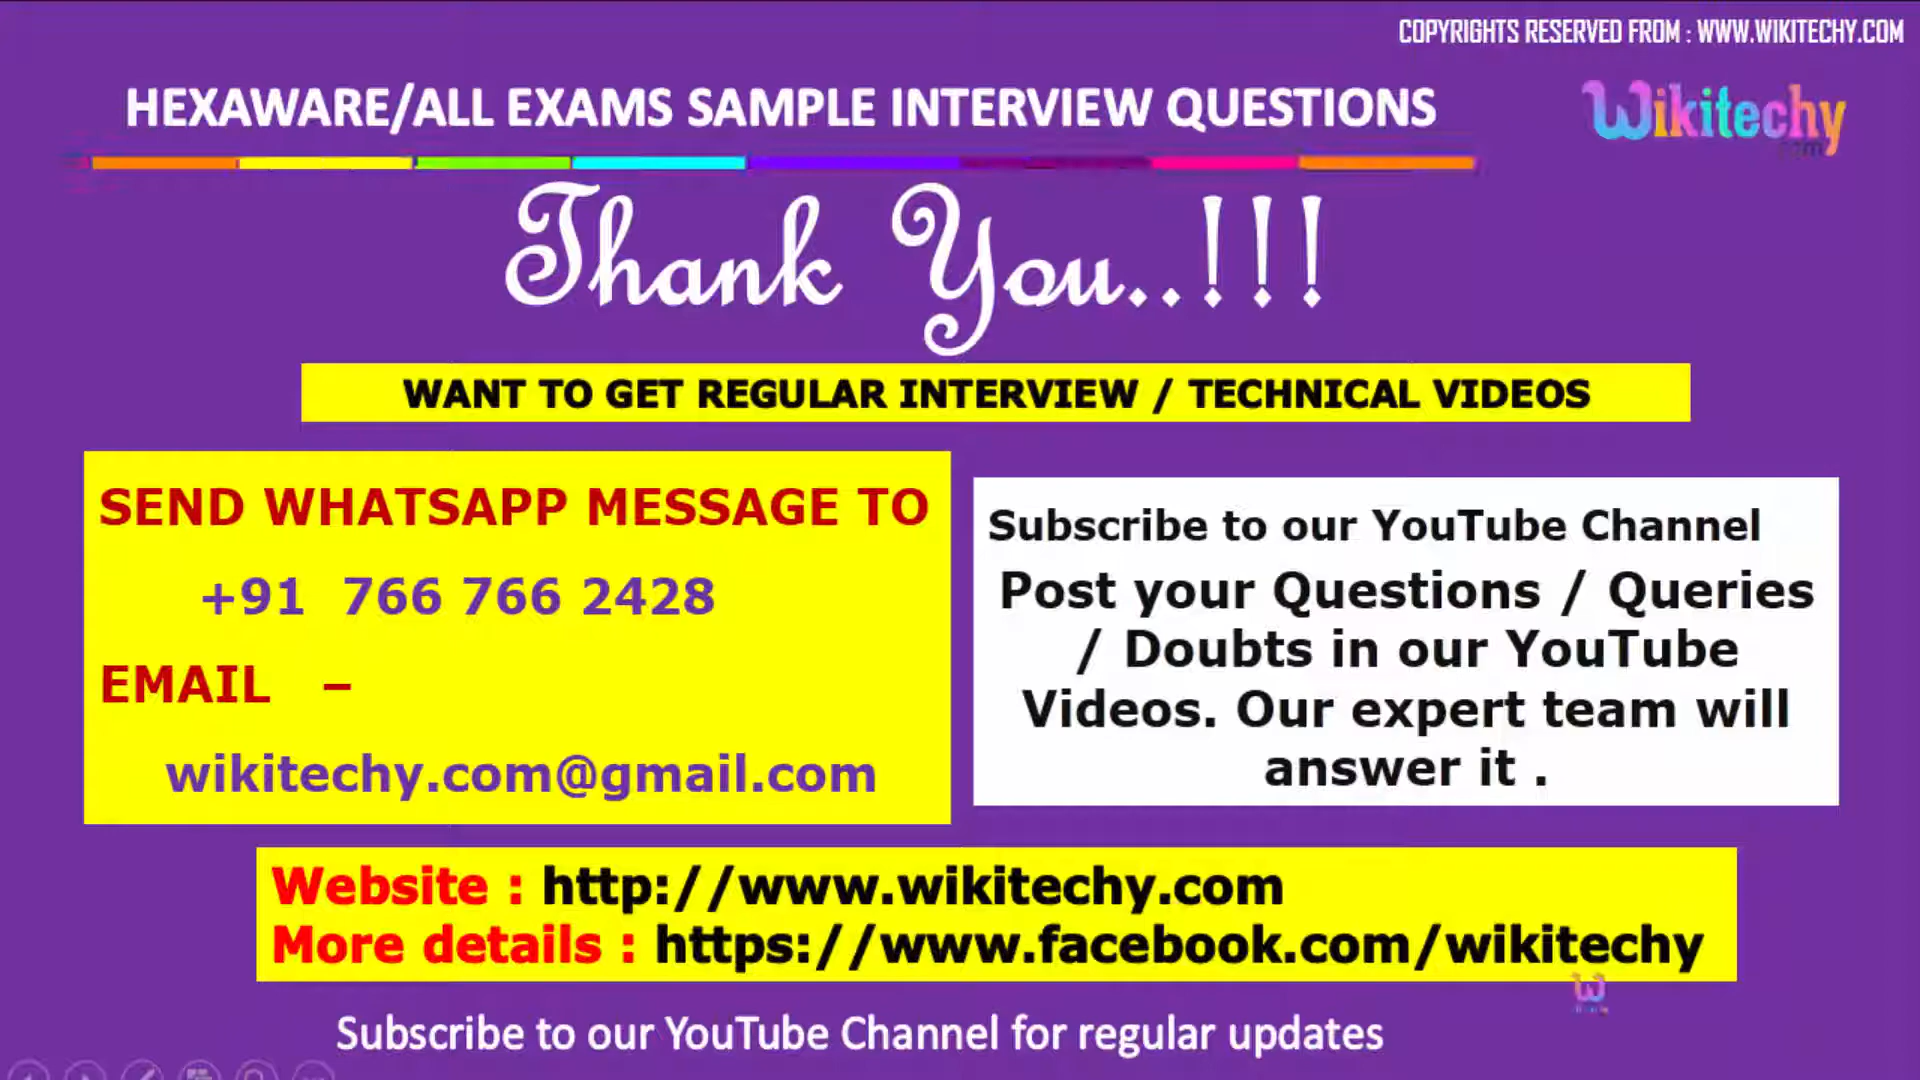 COPYRIGHTS RESERVED FROM : WWW.WIKITECHY.COM
HEXAWARE/ALL EXAMS SAMPLE INTERVIEW QUESTIONS
Wikitechy
.com
Thank You..!!!
WANT TO GET REGULAR INTERVIEW / TECHNICAL VIDEOS
SEND WHATSAPP MESSAGE TO
+91 766 766 2428
EMAIL –
wikitechy.com@gmail.com
Subscribe to our YouTube Channel
Post your Questions / Queries
/ Doubts in our YouTube
Videos. Our expert team will
answer it .
Website : http://www.wikitechy.com
More details : https://www.facebook.com/wikitechy
W
Subscribe to our YouTube Channel for regular updates